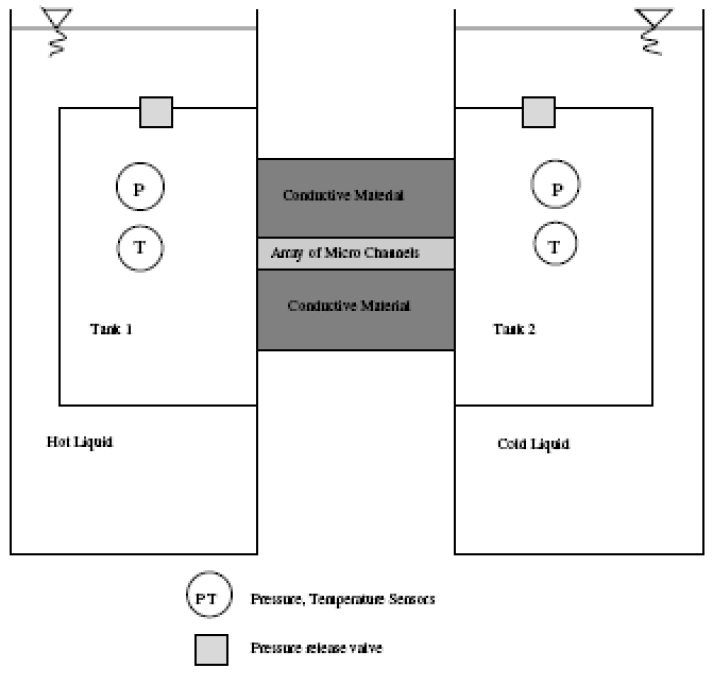 P
P
Conductive Material
T
T
Array of Micro Channels
Conductive Material
Tank 1
Tank 2
Hot Liquid
Cold Liquid
PT
Pressure, Temperature Sensors
Pressure release valve